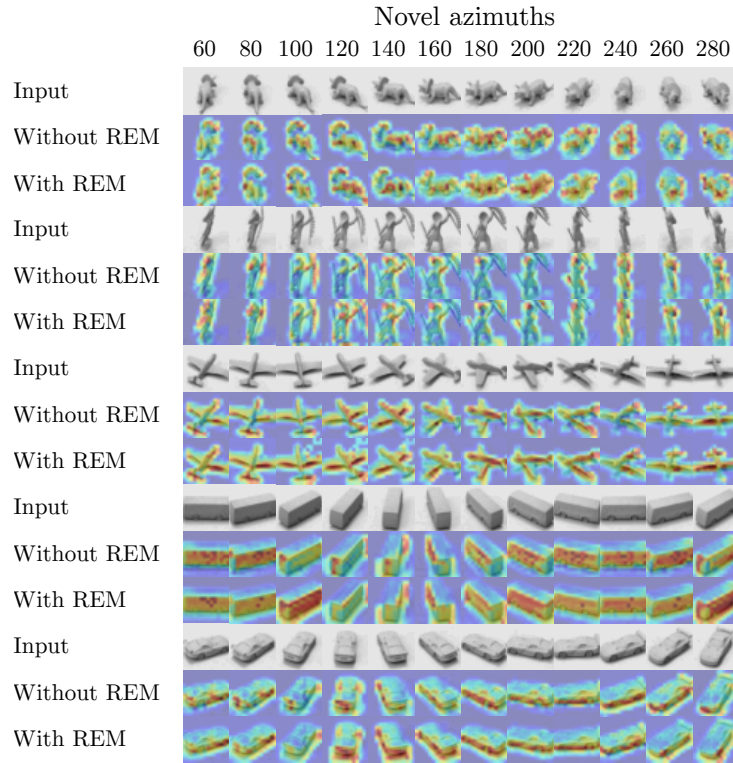 Novel azimuths
60 80 100 120 140 160 180 200 220 240 260 280
Input
Without REM
With REM
Input
Without REM
With REM
Input
Without REM
With REM
Input
Without REM
With REM
Input
Without REM
With REM